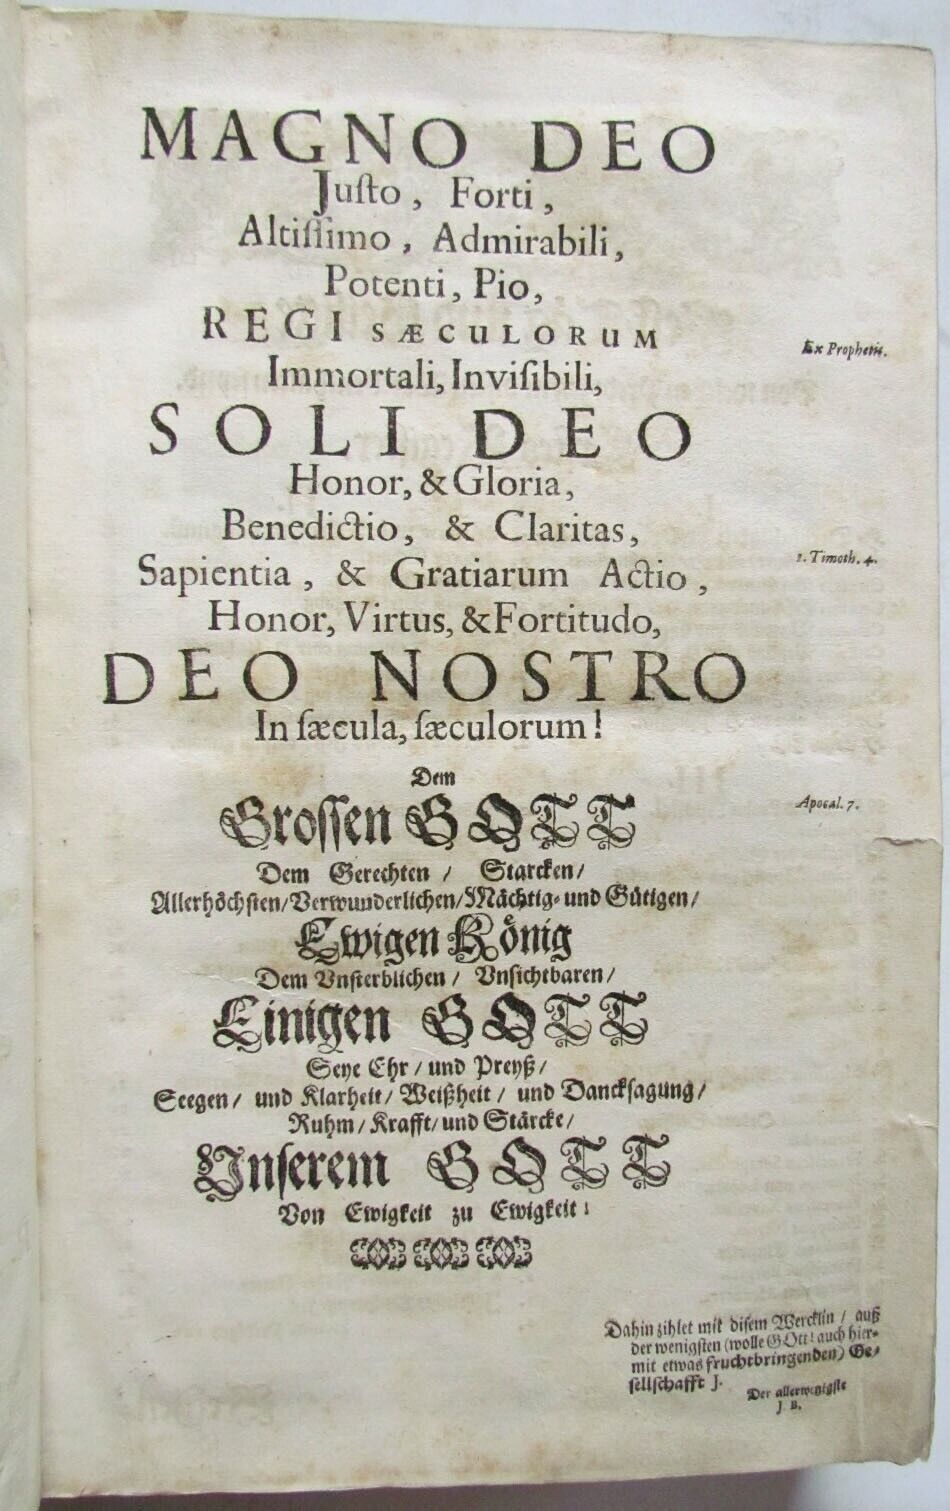 MAGNO DEO
Juſto, Forti,
Altiſſimo, Admirabili,
Potenti, Pio,
REGI SÆCULORUM
Ex Prophetis.
Immortali, Inviſibili,
SOLI DEO
Honor, & Gloria,
Benedictio, & Claritas,
1. Timoth. 4.
Sapientia, & Gratiarum Actio,
Honor, Virtus, & Fortitudo,
DEO NOSTRO
In ſæcula, ſæculorum!
Dem
Groſſen GOTT
Apocal. 7.
Dem Gerechten / Starcken /
Allerhöchſten / Verwunderlichen / Mächtig- und Gütigen /
Ewigen König
Dem Vnſterblichen / Vnſichtbaren /
Einigen GOTT
Seye Ehr / und Preyß /
Seegen / und Klarheit / Weißheit / und Danckſagung /
Ruhm / Krafft / und Stärcke /
Unſerem GOTT
Von Ewigkeit zu Ewigkeit!
Dahin zihlet mit diſem Wercklin / auß
der wenigſten (wolle GOtt! auch hier-
mit etwas fruchtbringenden) Ge-
ſellſchafft J.
Der allerwenigſte
J B.